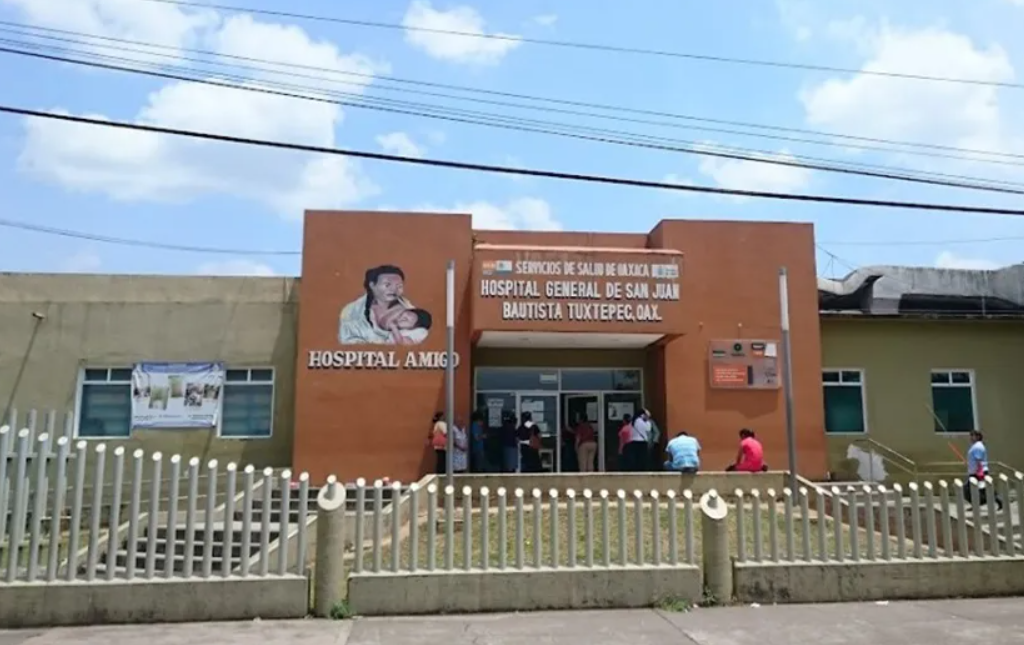 SERVICIOS DE SALUD DE OAXACA
HOSPITAL GENERAL DE SAN JUAN
BAUTISTA TUXTEPEC, OAX.
HOSPITAL AMIGO